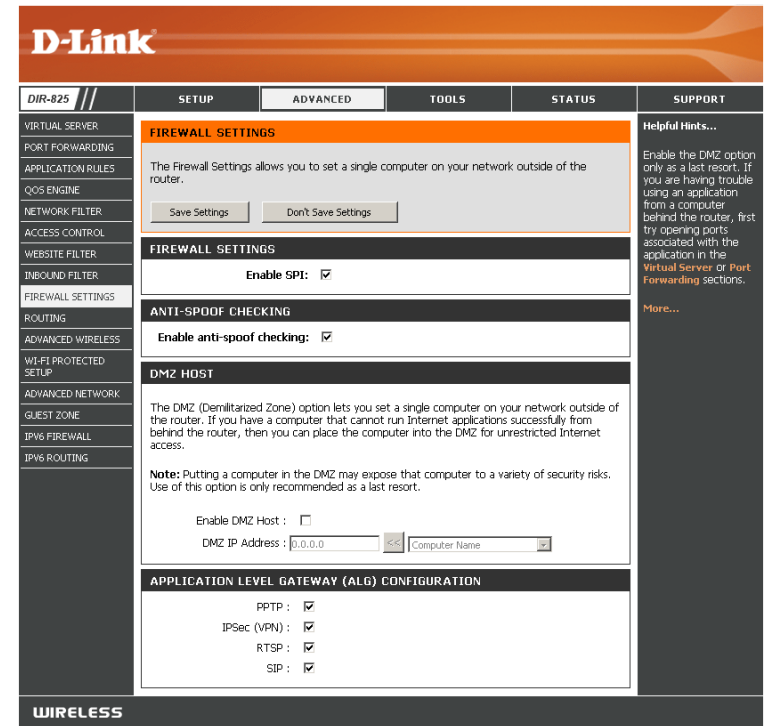 D-Link
DIR-825
SETUP
ADVANCED
TOOLS
STATUS
SUPPORT
VIRTUAL SERVER
PORT FORWARDING
APPLICATION RULES
QOS ENGINE
NETWORK FILTER
ACCESS CONTROL
WEBSITE FILTER
INBOUND FILTER
FIREWALL SETTINGS
ROUTING
ADVANCED WIRELESS
WI-FI PROTECTED
SETUP
ADVANCED NETWORK
GUEST ZONE
IPV6 FIREWALL
IPV6 ROUTING
FIREWALL SETTINGS
The Firewall Settings allows you to set a single computer on your network outside of the
router.
Save Settings
Don't Save Settings
FIREWALL SETTINGS
Enable SPI:
ANTI-SPOOF CHECKING
Enable anti-spoof checking:
DMZ HOST
The DMZ (Demilitarized Zone) option lets you set a single computer on your network outside of
the router. If you have a computer that cannot run Internet applications successfully from
behind the router, then you can place the computer into the DMZ for unrestricted Internet
access.
Note: Putting a computer in the DMZ may expose that computer to a variety of security risks.
Use of this option is only recommended as a last resort.
Enable DMZ Host :
DMZ IP Address : 0.0.0.0 << Computer Name
APPLICATION LEVEL GATEWAY (ALG) CONFIGURATION
PPTP :
IPSec (VPN) :
RTSP :
SIP :
Helpful Hints...
Enable the DMZ option
only as a last resort. If
you are having trouble
using an application
from a computer
behind the router, first
try opening ports
associated with the
application in the
Virtual Server or Port
Forwarding sections.
More...
WIRELESS